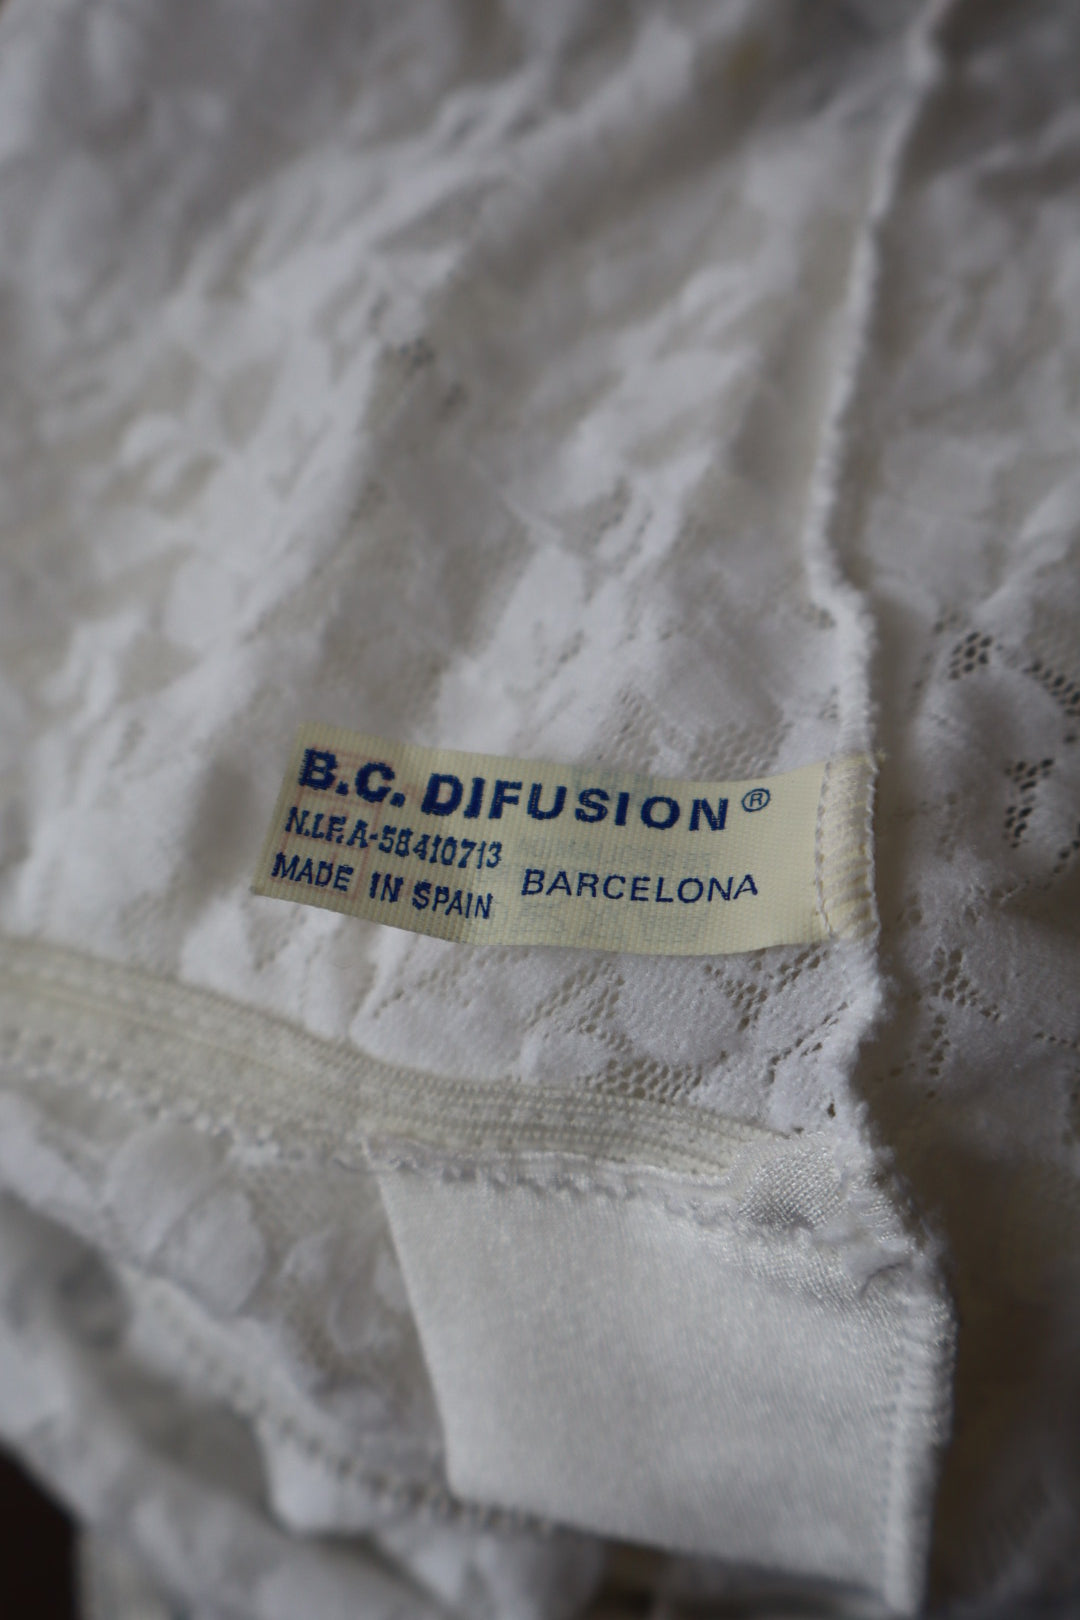 B.C. DIFUSION®
N.I.F. A-58410713
MADE IN SPAIN BARCELONA